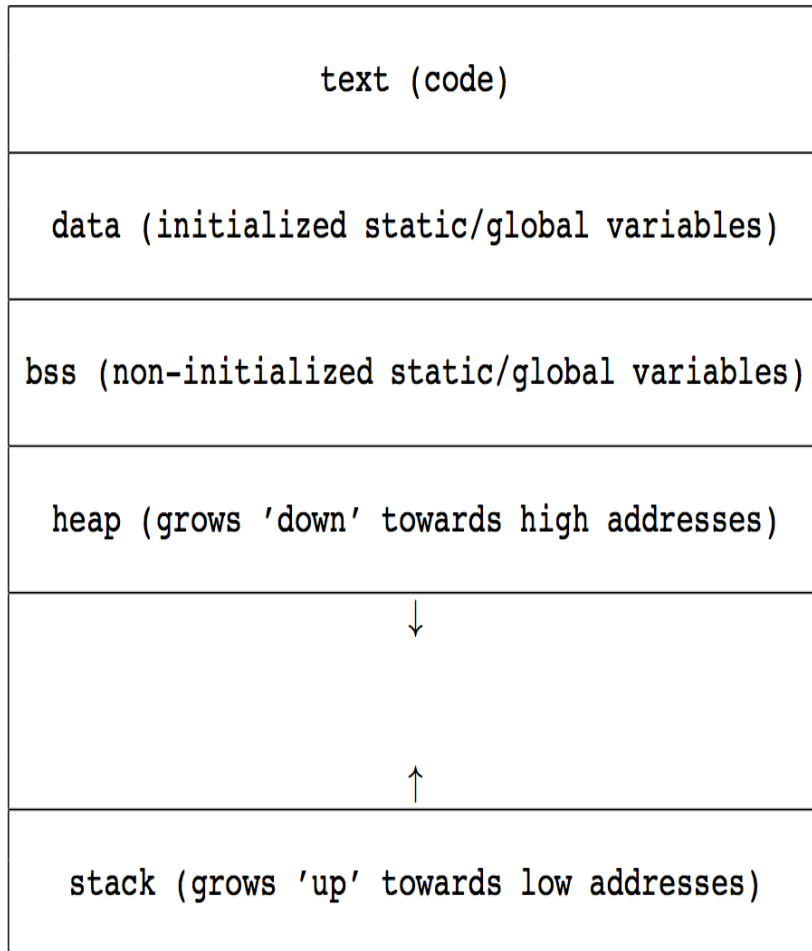 text (code)
data (initialized static/global variables)
bss (non-initialized static/global variables)
heap (grows ’down’ towards high addresses)
↓
↑
stack (grows ’up’ towards low addresses)